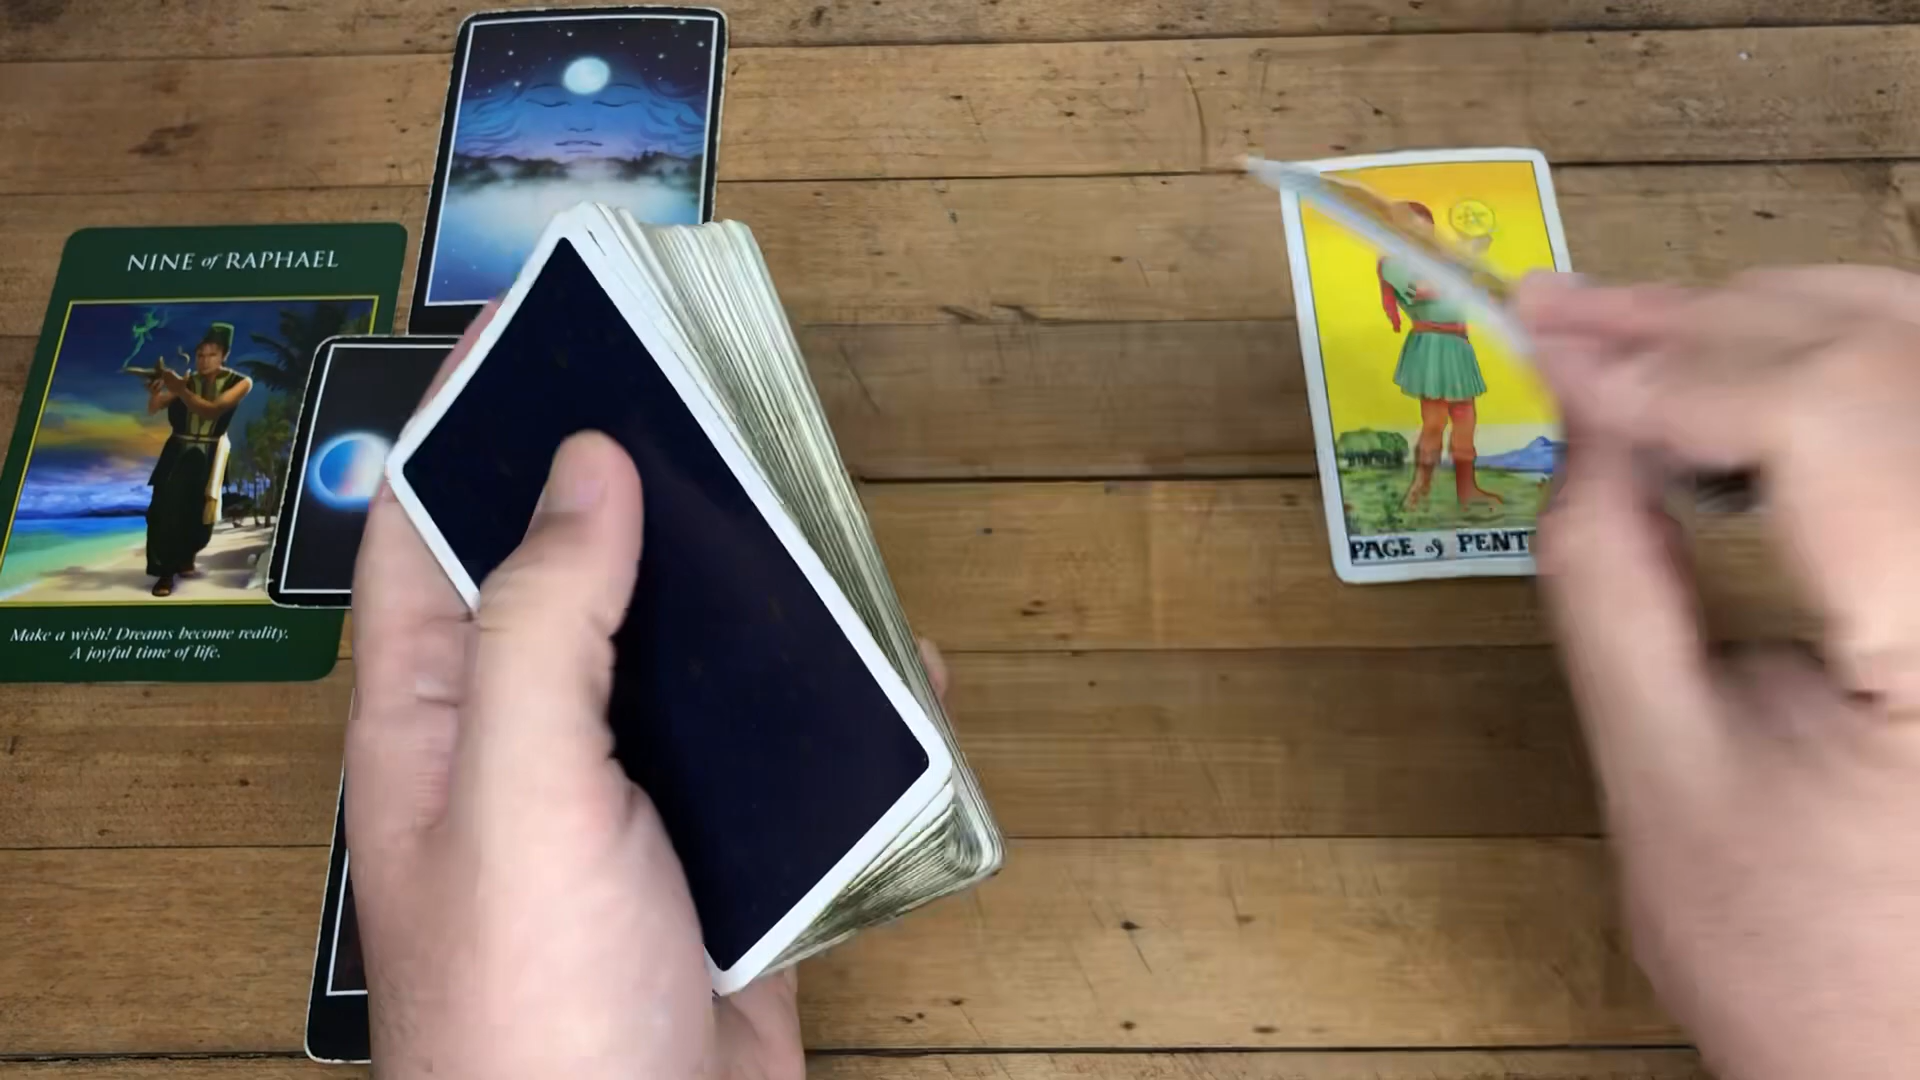 NINE of RAPHAEL
Make a wish! Dreams become reality.
A joyful time of life.
PAGE of PENT